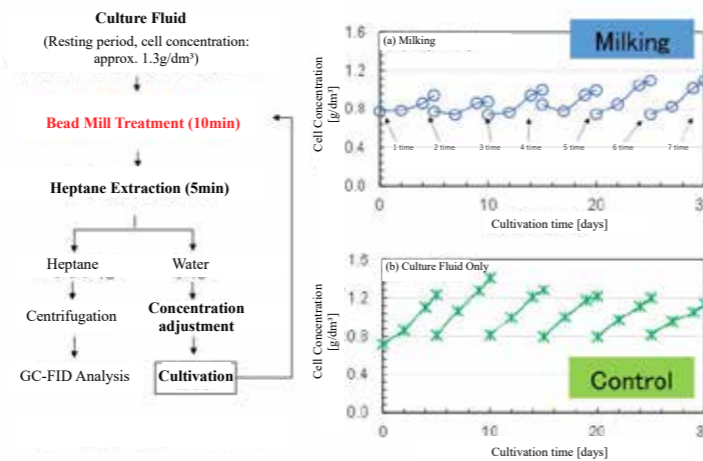 Culture Fluid
(Resting period, cell concentration:
approx. 1.3g/dm³)
Bead Mill Treatment (10min)
Heptane Extraction (5min)
Heptane
Water
Centrifugation
Concentration
adjustment
GC-FID Analysis
Cultivation
(a) Milking
Milking
Cell Concentration
[g/dm³]
1.6
1.2
0.8
0.4
0.0
1 time
2 time
3 time
4 time
5 time
6 time
7 time
0
10
20
Cultivation time [days]
(b) Culture Fluid Only
Control
Cell Concentration
[g/dm³]
1.2
0.8
0.4
0.0
0
10
20
Cultivation time [days]